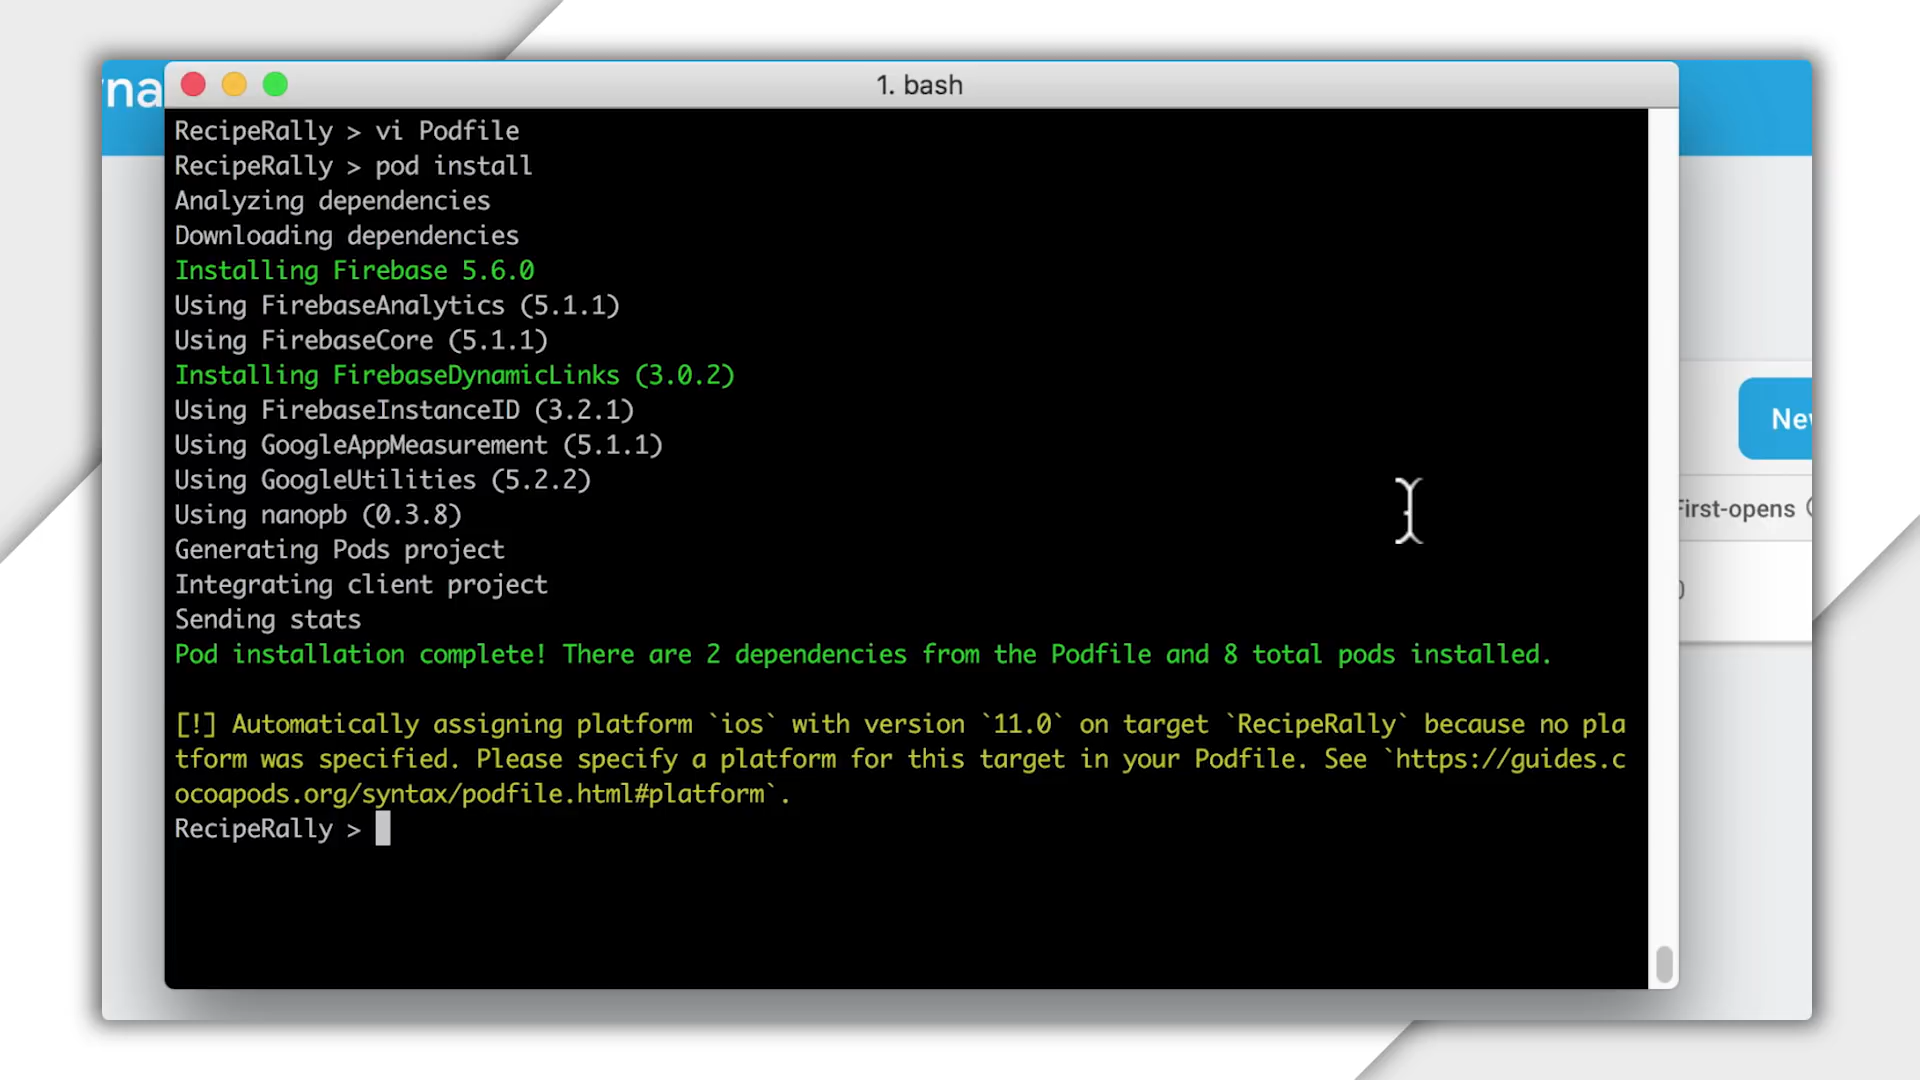 yna
1. bash
RecipeRally > vi Podfile
RecipeRally > pod install
Analyzing dependencies
Downloading dependencies
Installing Firebase 5.6.0
Using FirebaseAnalytics (5.1.1)
Using FirebaseCore (5.1.1)
Installing FirebaseDynamicLinks (3.0.2)
Using FirebaseInstanceID (3.2.1)
Using GoogleAppMeasurement (5.1.1)
Using GoogleUtilities (5.2.2)
Using nanopb (0.3.8)
Generating Pods project
Integrating client project
Sending stats
Pod installation complete! There are 2 dependencies from the Podfile and 8 total pods installed.
[!] Automatically assigning platform `ios` with version `11.0` on target `RecipeRally` because no pla
tform was specified. Please specify a platform for this target in your Podfile. See `https://guides.c
ocoapods.org/syntax/podfile.html#platform`.
RecipeRally >
New
First-opens
0